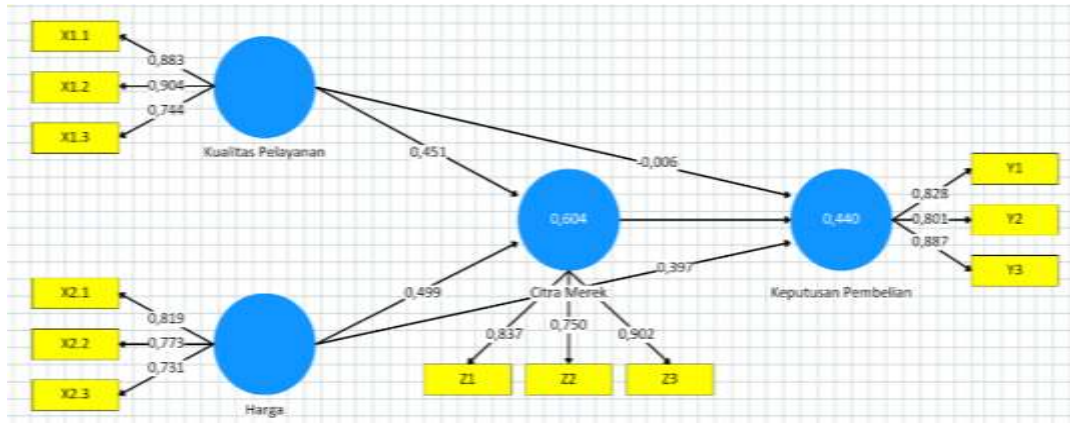 X1.1
0,883
X1.2
0,904
X1.3
0,744
Kualitas Pelayanan
0,451
-0,006
0,604
0,440
Y1
0,828
Y2
0,801
Y3
0,887
X2.1
0,819
X2.2
0,773
X2.3
0,731
Harga
0,499
0,397
Citra Merek
Keputusan Pembelian
0,837
0,750
0,902
Z1
Z2
Z3